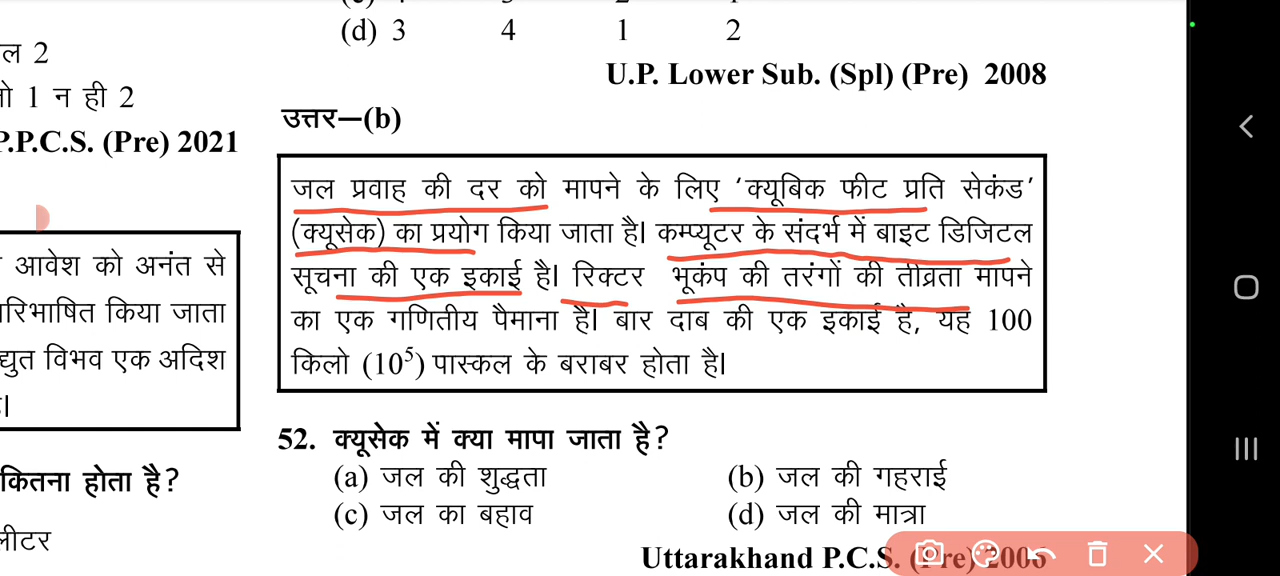 ल 2
तो 1 न ही 2
P.P.C.S. (Pre) 2021
आवेश को अनंत से
परिभाषित किया जाता
विभव एक अदिश
कितना होता है?
लीटर
(d) 3 4 1 2
U.P. Lower Sub. (Spl) (Pre) 2008
उत्तर—(b)
जल प्रवाह की दर को मापने के लिए ‘क्यूबिक फीट प्रति सेकंड’
(क्यूसेक) का प्रयोग किया जाता है। कम्प्यूटर के संदर्भ में बाइट डिजिटल
सूचना की एक इकाई है। रिक्टर भूकंप की तरंगों की तीव्रता मापने
का एक गणितीय पैमाना है। बार दाब की एक इकाई है, यह 100
किलो (10⁵) पास्कल के बराबर होता है।
52. क्यूसेक में क्या मापा जाता है?
(a) जल की शुद्धता (b) जल की गहराई
(c) जल का बहाव (d) जल की मात्रा
Uttarakhand P.C.S. (Pre) 2006